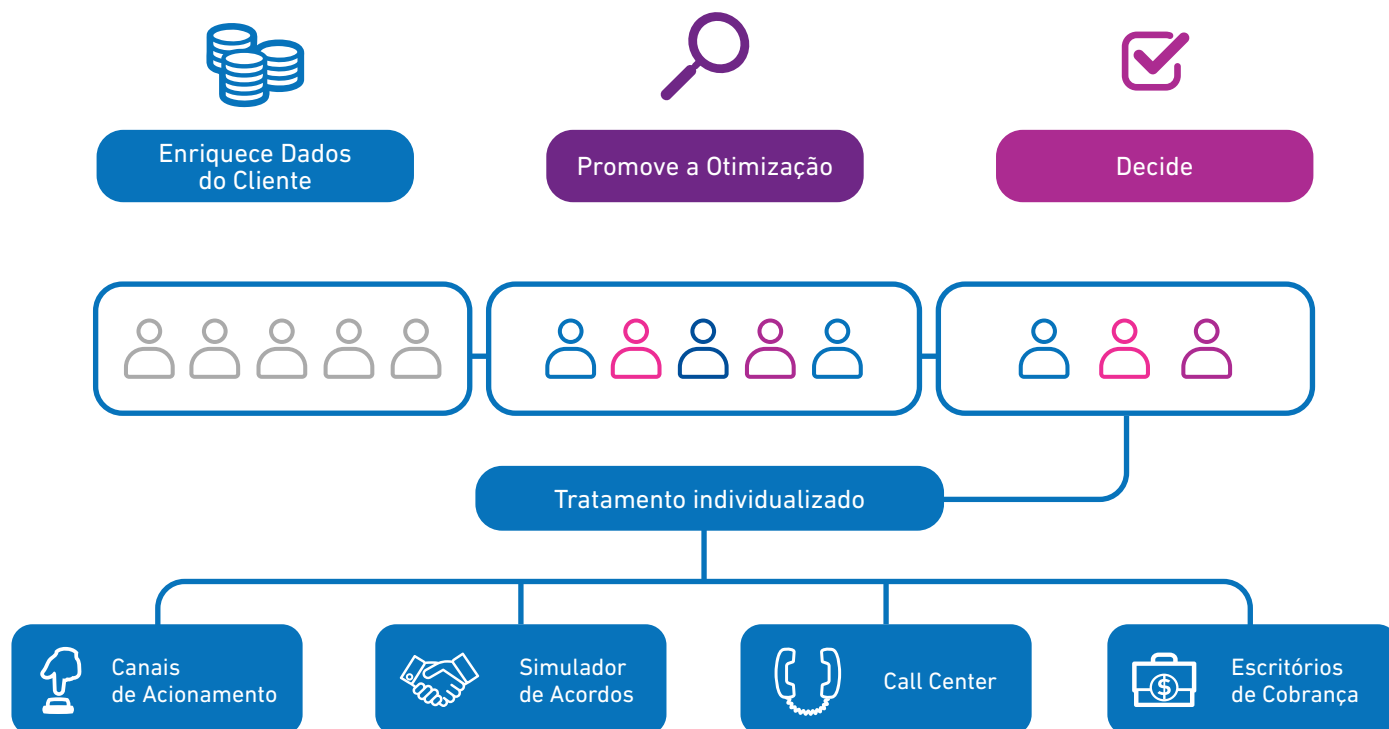 Enriquece Dados
do Cliente
Promove a Otimização
Decide
Tratamento individualizado
Canais
de Acionamento
Simulador
de Acordos
Call Center
Escritórios
de Cobrança